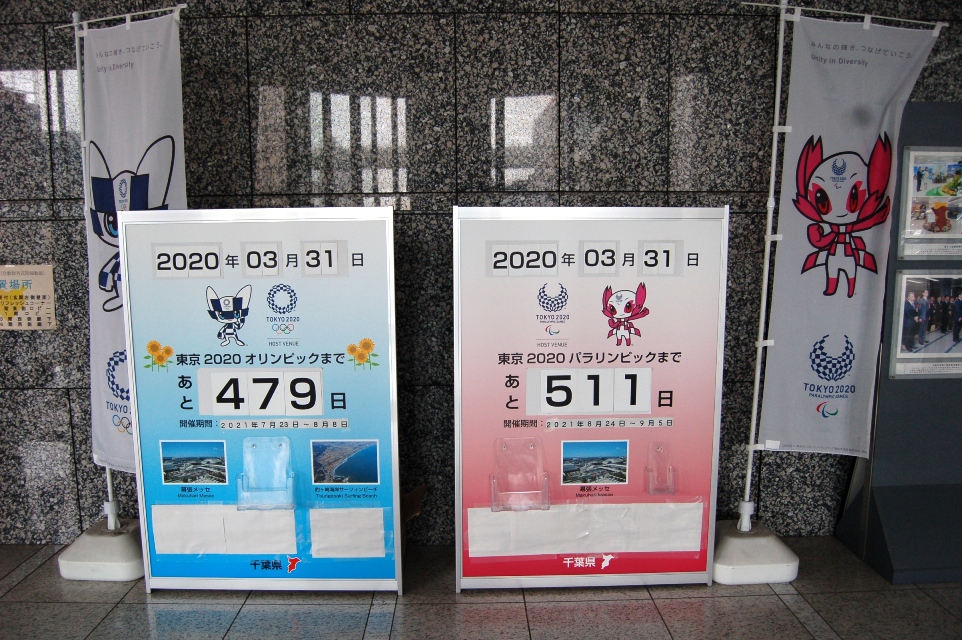 みんなの輝き、つなげていこう。
Unity in Diversity
TOKYO
2020年03月31日
TOKYO 2020
HOST VENUE
東京2020 オリンピックまで
あと
479日
開催期間： 2021年7月23日～8月8日
幕張メッセ
Makuhari Messe
釣ヶ崎海岸サーフィンビーチ
Tsurigasaki Surfing Beach
千葉県
2020年03月31日
TOKYO 2020
PARALYMPIC GAMES
HOST VENUE
東京2020 パラリンピックまで
あと
511日
開催期間： 2021年8月24日～9月5日
幕張メッセ
Makuhari Messe
千葉県
みんなの輝き、つなげていこう。
Unity in Diversity
TOKYO 2020
PARALYMPIC GAMES
置場所